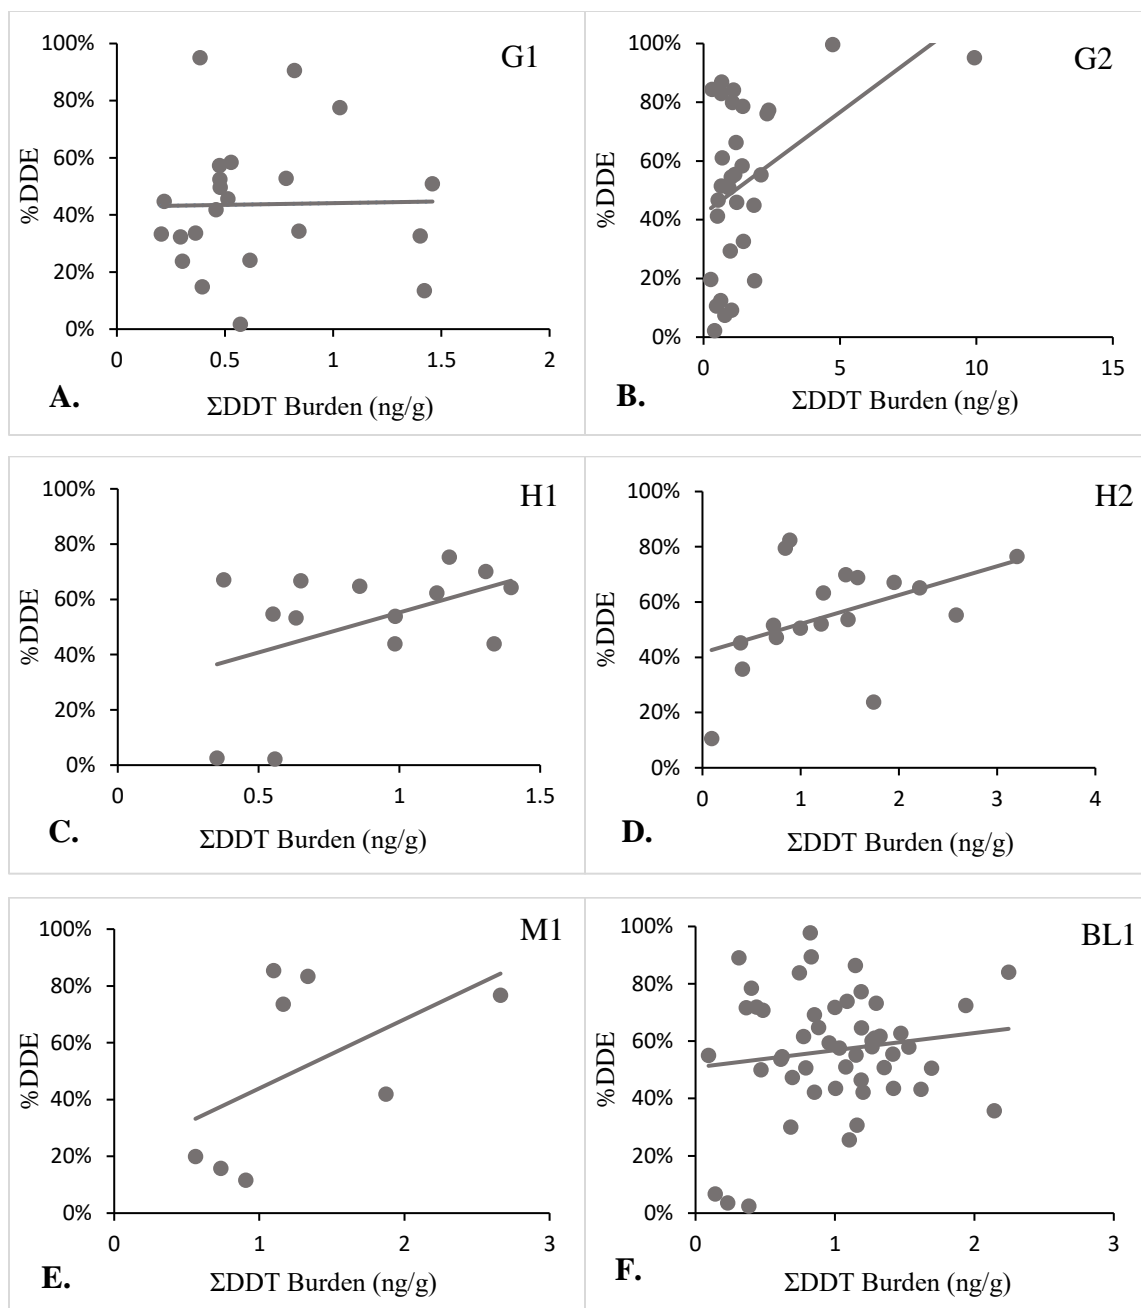 G1
100%
80%
60%
40%
20%
0%
%DDE
0 0.5 1 1.5 2
ΣDDT Burden (ng/g)
A.
G2
100%
80%
60%
40%
20%
0%
%DDE
0 5 10 15
ΣDDT Burden (ng/g)
B.
H1
100%
80%
60%
40%
20%
0%
%DDE
0 0.5 1 1.5
ΣDDT Burden (ng/g)
C.
H2
100%
80%
60%
40%
20%
0%
%DDE
0 1 2 3 4
ΣDDT Burden (ng/g)
D.
M1
100%
80%
60%
40%
20%
0%
%DDE
0 1 2 3
ΣDDT Burden (ng/g)
E.
BL1
100%
80%
60%
40%
20%
0%
%DDE
0 1 2 3
ΣDDT Burden (ng/g)
F.